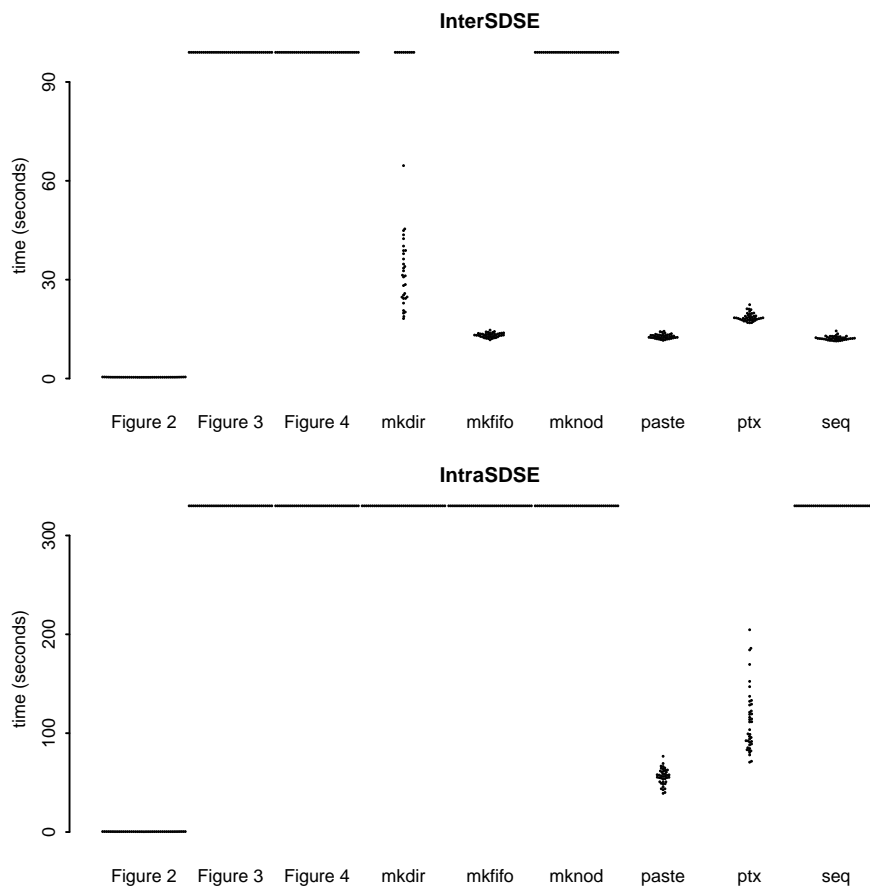 InterSDSE
90
60
30
0
time (seconds)
Figure 2 Figure 3 Figure 4 mkdir mkfifo mknod paste ptx seq
IntraSDSE
300
200
100
0
time (seconds)
Figure 2 Figure 3 Figure 4 mkdir mkfifo mknod paste ptx seq